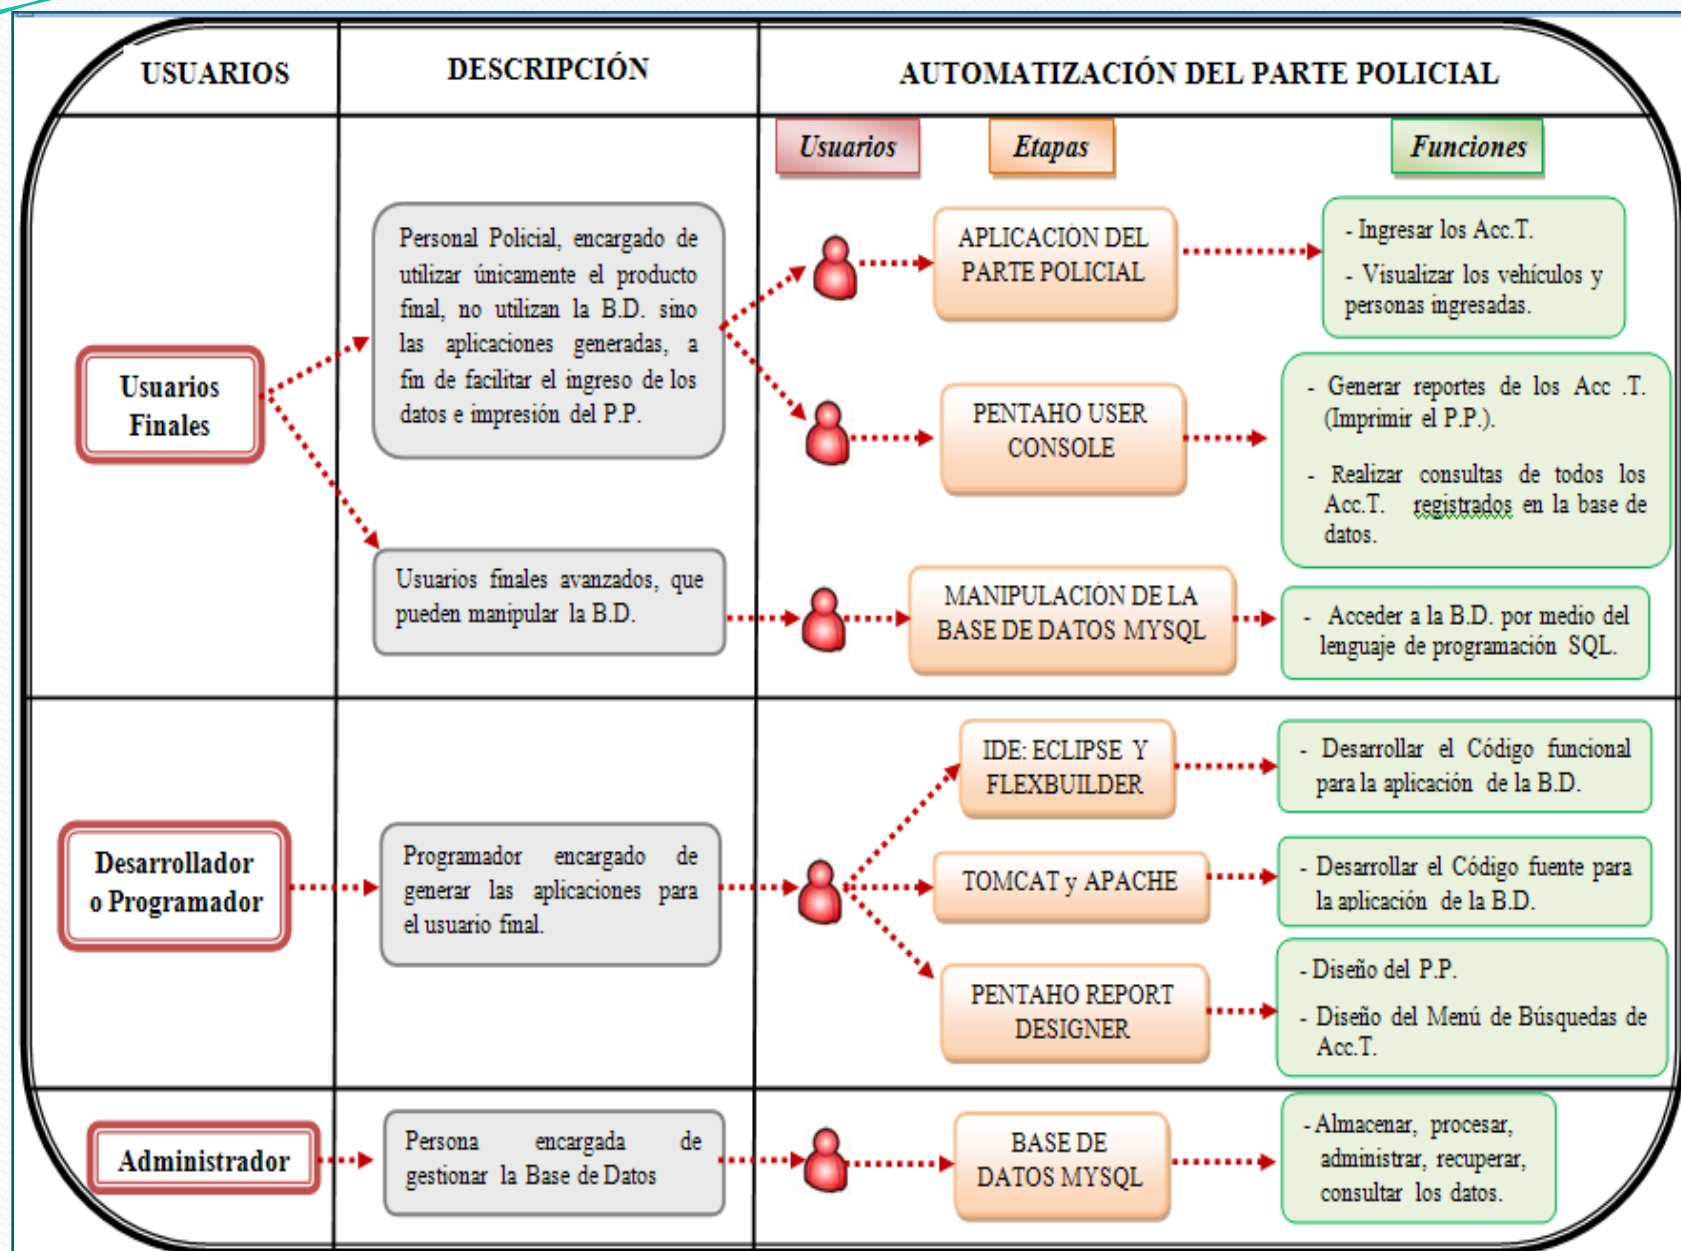 USUARIOS
DESCRIPCIÓN
AUTOMATIZACIÓN DEL PARTE POLICIAL
Usuarios
Etapas
Funciones
Usuarios
Finales
Personal Policial, encargado de
utilizar únicamente el producto
final, no utilizan la B.D. sino
las aplicaciones generadas, a
fin de facilitar el ingreso de los
datos e impresión del P.P.
APLICACIÓN DEL
PARTE POLICIAL
- Ingresar los Acc.T.
- Visualizar los vehículos y
personas ingresadas.
PENTAHO USER
CONSOLE
- Generar reportes de los Acc .T.
(Imprimir el P.P.).
- Realizar consultas de todos los
Acc.T. registrados en la base de
datos.
Usuarios finales avanzados, que
pueden manipular la B.D.
MANIPULACIÓN DE LA
BASE DE DATOS MYSQL
- Acceder a la B.D. por medio del
lenguaje de programación SQL.
Desarrollador
o Programador
Programador encargado de
generar las aplicaciones para
el usuario final.
IDE: ECLIPSE Y
FLEXBUILDER
- Desarrollar el Código funcional
para la aplicación de la B.D.
TOMCAT y APACHE
- Desarrollar el Código fuente para
la aplicación de la B.D.
PENTAHO REPORT
DESIGNER
- Diseño del P.P.
- Diseño del Menú de Búsquedas de
Acc.T.
Administrador
Persona encargada de
gestionar la Base de Datos
BASE DE
DATOS MYSQL
- Almacenar, procesar,
administrar, recuperar,
consultar los datos.